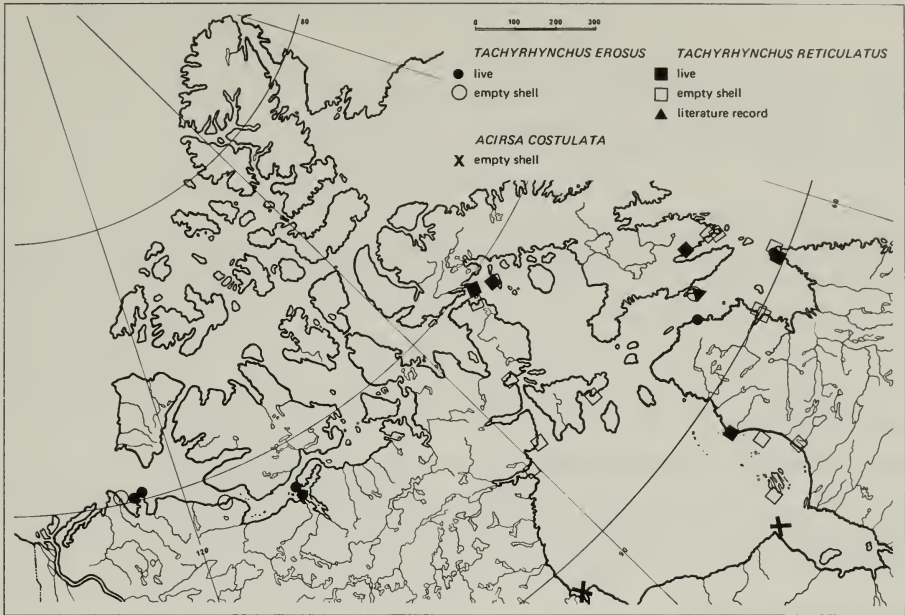 80
0 100 200 300
TACHYRHYNCHUS EROSUS
live
empty shell
TACHYRHYNCHUS RETICULATUS
live
empty shell
literature record
ACIRSA COSTULATA
X empty shell
120